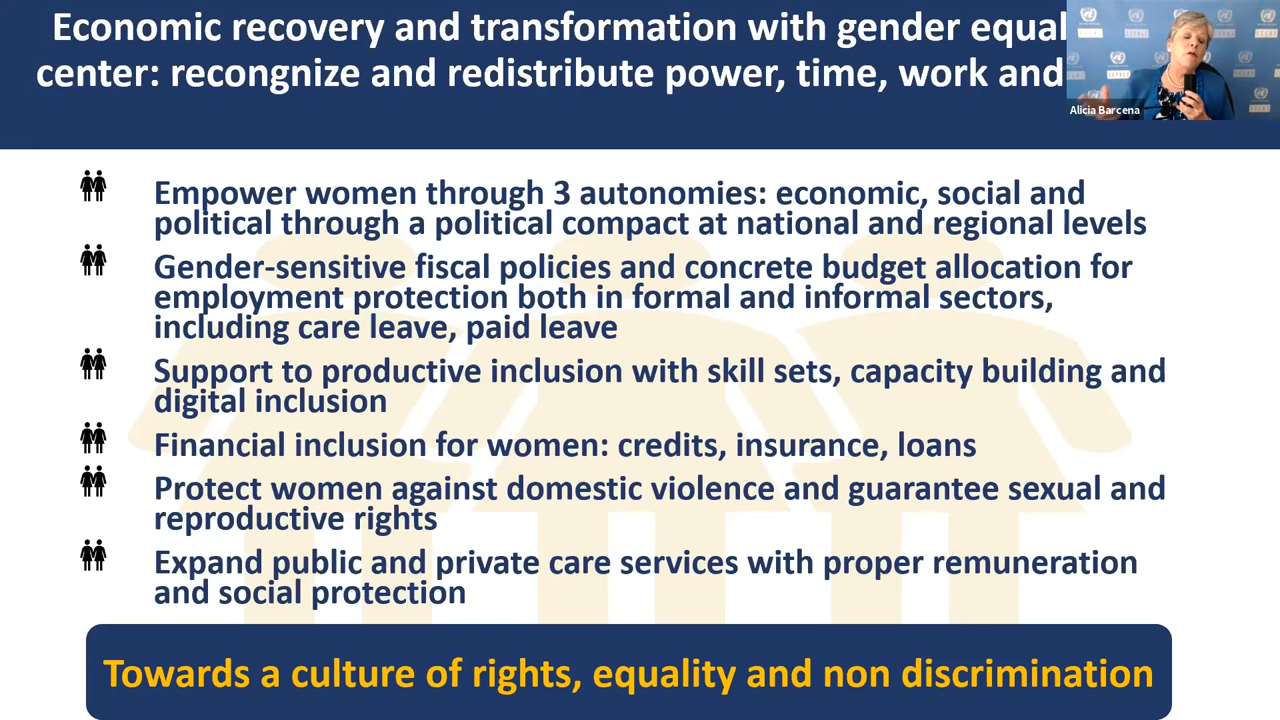 Economic recovery and transformation with gender equal
center: recongnize and redistribute power, time, work and
Alicia Barcena
Empower women through 3 autonomies: economic, social and
political through a political compact at national and regional levels
Gender-sensitive fiscal policies and concrete budget allocation for
employment protection both in formal and informal sectors,
including care leave, paid leave
Support to productive inclusion with skill sets, capacity building and
digital inclusion
Financial inclusion for women: credits, insurance, loans
Protect women against domestic violence and guarantee sexual and
reproductive rights
Expand public and private care services with proper remuneration
and social protection
Towards a culture of rights, equality and non discrimination